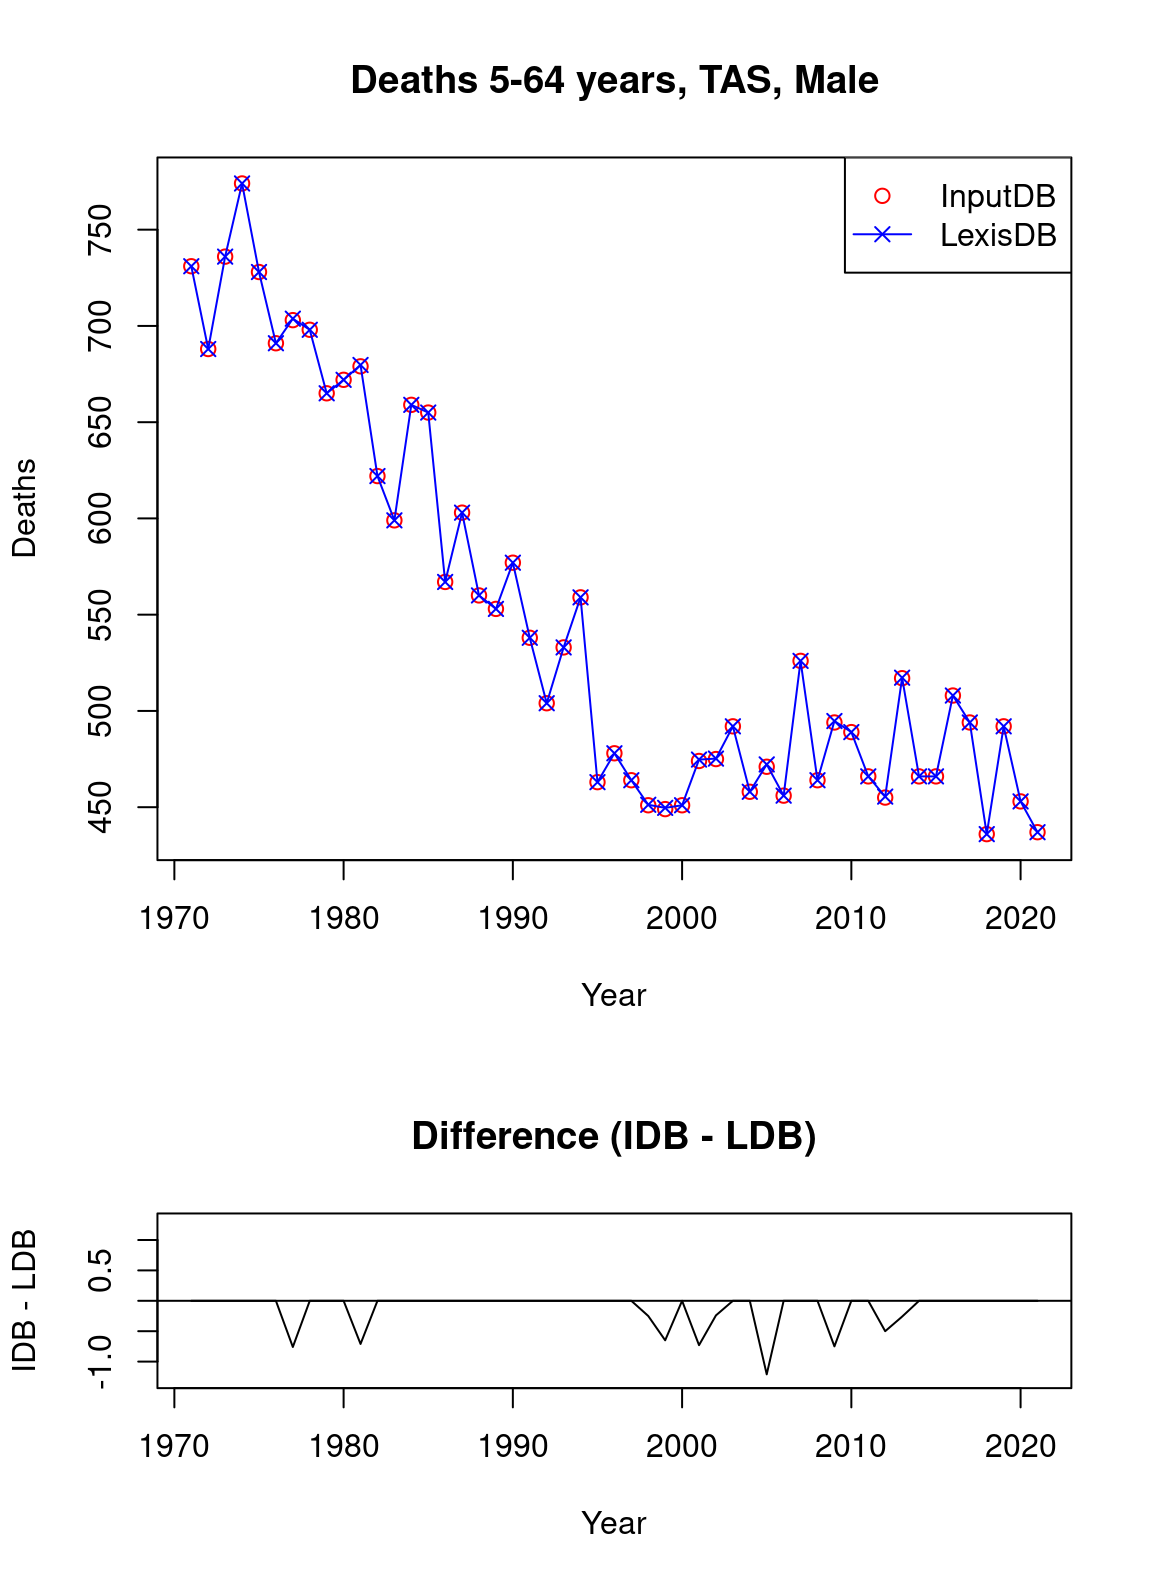 Deaths 5-64 years, TAS, Male
InputDB
LexisDB
Deaths
750
700
650
600
550
500
450
1970 1980 1990 2000 2010 2020
Year
Difference (IDB - LDB)
IDB - LDB
0.5
-1.0
1970 1980 1990 2000 2010 2020
Year